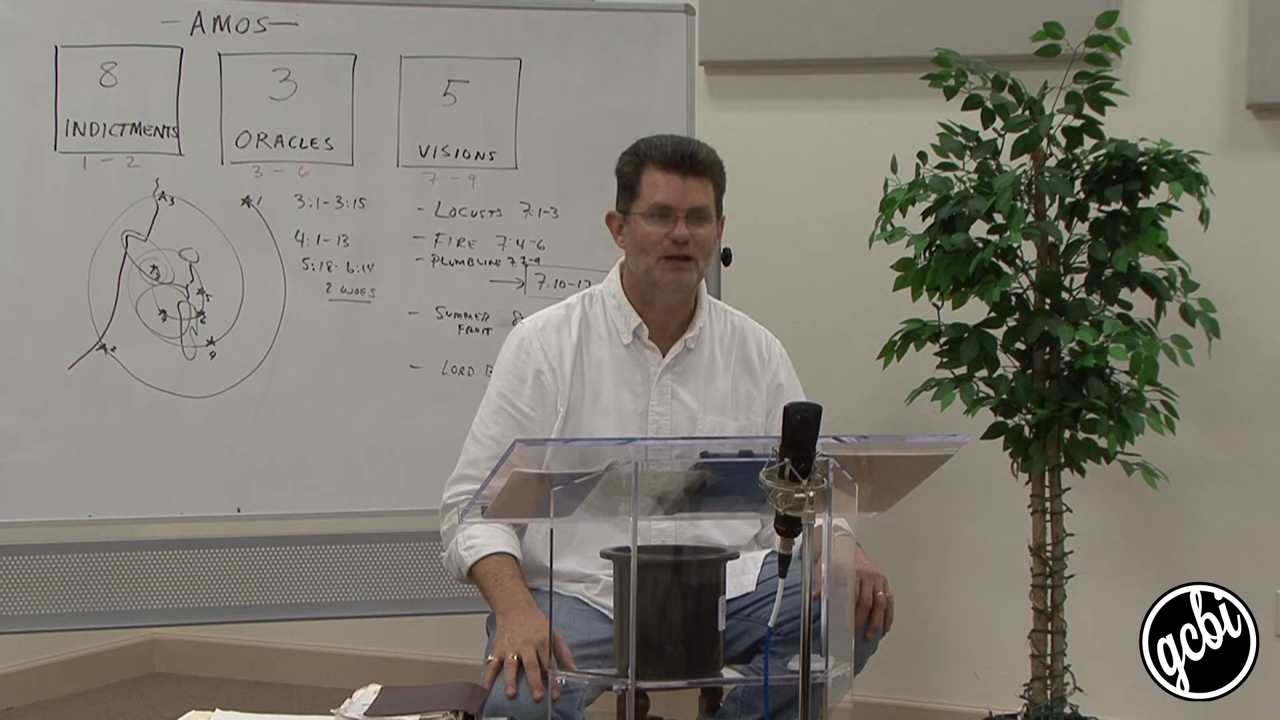 - AMOS -
8
INDICTMENTS
1 - 2
3
ORACLES
3 - 6
5
VISIONS
7 - 9
3:1-3:15
4:1-13
5:18-6:14
2 WOES
- LOCUSTS 7:1-3
- FIRE 7:4-6
- PLUMBLINE
7:10-17
- SUMMER
FRUIT
- LORD
gcbi